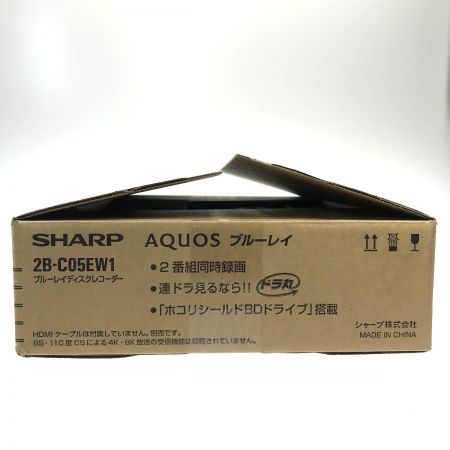 SHARP AQUOS ブルーレイ
2B-C05EW1
ブルーレイディスクレコーダー
•2番組同時録画
•連ドラ見るなら!! ドラ丸
•「ホコリシールドBDドライブ」搭載
HDMIケーブルは付属していません。別売です。
BS・110度CSによる4K・8K放送の受信機能は搭載されていません。
シャープ株式会社
MADE IN CHINA